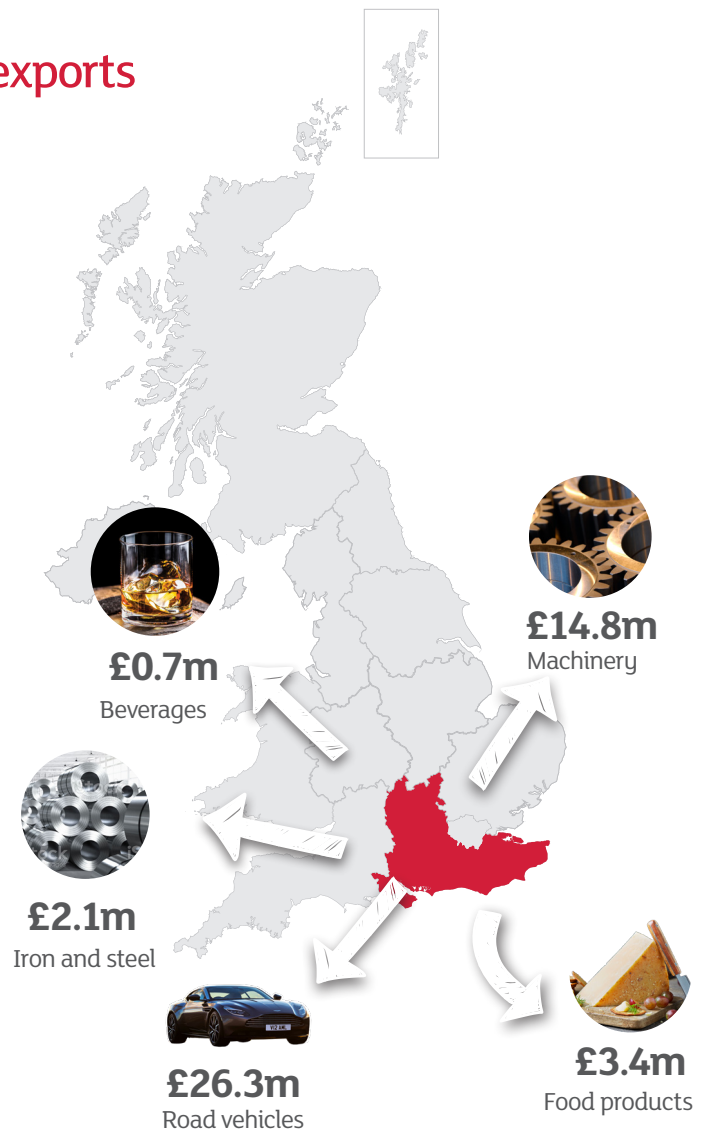 exports
£14.8m
Machinery
£0.7m
Beverages
£2.1m
Iron and steel
£26.3m
Road vehicles
£3.4m
Food products